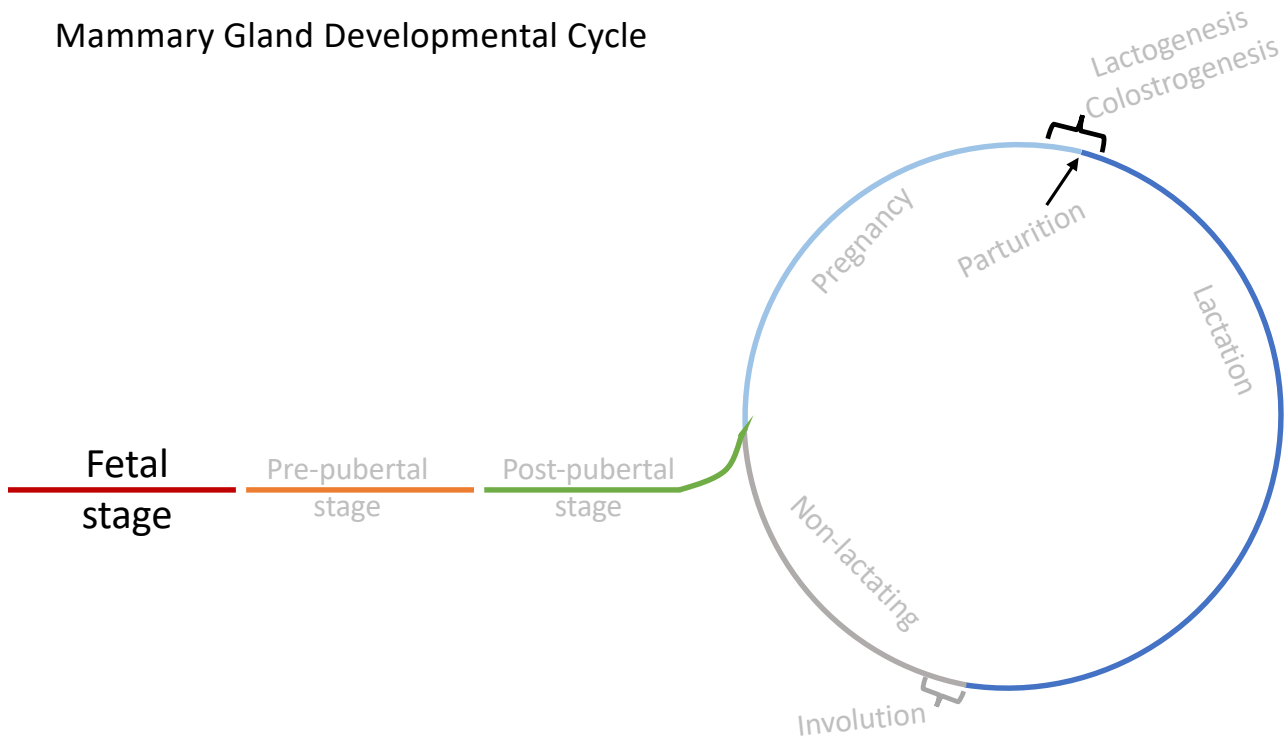 Mammary Gland Developmental Cycle
Lactogenesis
Colostrogenesis
Pregnancy
Parturition
Lactation
Fetal
stage
Pre-pubertal
stage
Post-pubertal
stage
Non-lactating
Involution